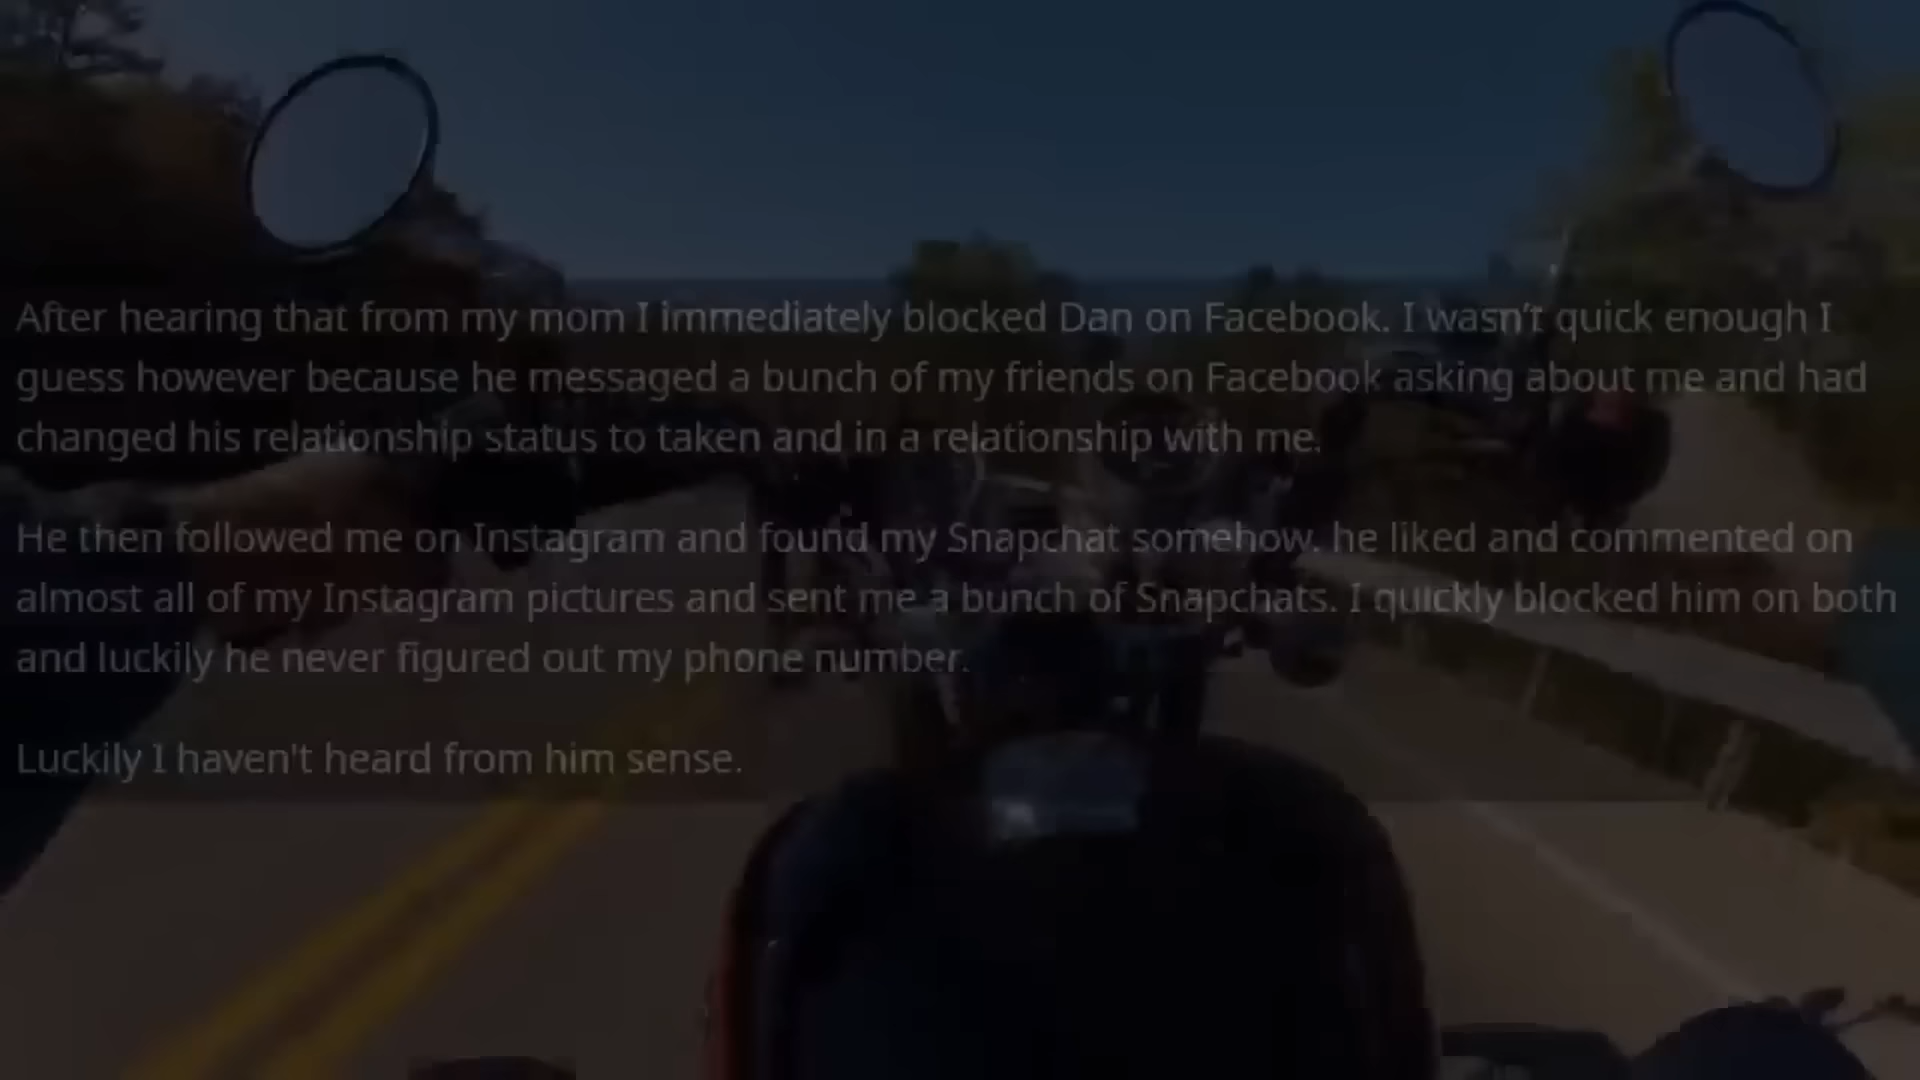 After hearing that from my mom I immediately blocked Dan on Facebook. I wasn’t quick enough I
guess however because he messaged a bunch of my friends on Facebook asking about me and had
changed his relationship status to taken and in a relationship with me.
He then followed me on Instagram and found my Snapchat somehow. he liked and commented on
almost all of my Instagram pictures and sent me a bunch of Snapchats. I quickly blocked him on both
and luckily he never figured out my phone number.
Luckily I haven't heard from him sense.